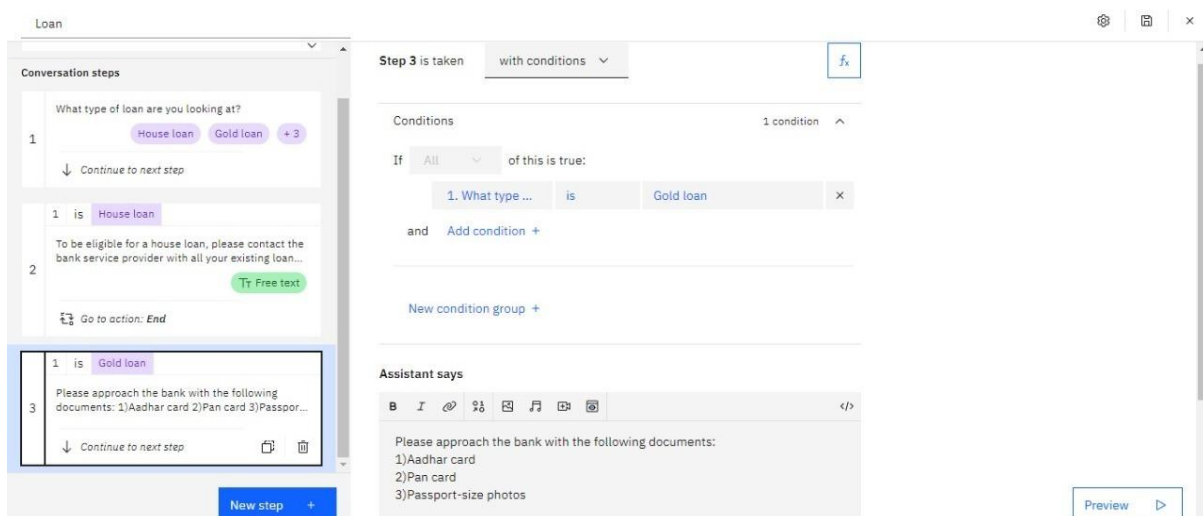 Loan
Conversation steps
1
What type of loan are you looking at?
House loan Gold loan + 3
Continue to next step
2
1 is House loan
To be eligible for a house loan, please contact the
bank service provider with all your existing loan...
Tт Free text
Go to action: End
3
1 is Gold loan
Please approach the bank with the following
documents: 1)Aadhar card 2)Pan card 3)Passpor...
Continue to next step
New step +
Step 3 is taken with conditions
fx
Conditions 1 condition
If All of this is true:
1. What type ... is Gold loan ×
and Add condition +
New condition group +
Assistant says
B I </>
Please approach the bank with the following documents:
1)Aadhar card
2)Pan card
3)Passport-size photos
Preview